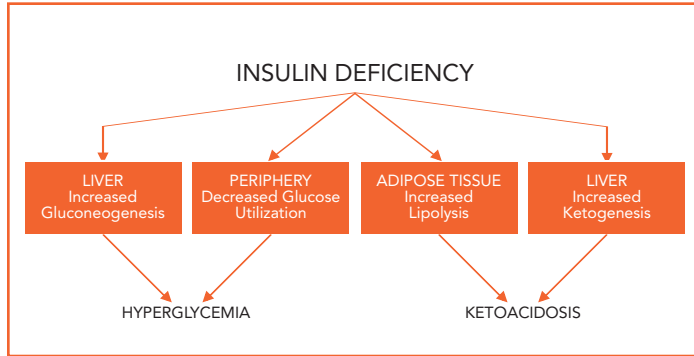 INSULIN DEFICIENCY
LIVER
Increased
Gluconeogenesis
PERIPHERY
Decreased Glucose
Utilization
ADIPOSE TISSUE
Increased
Lipolysis
LIVER
Increased
Ketogenesis
HYPERGLYCEMIA
KETOACIDOSIS